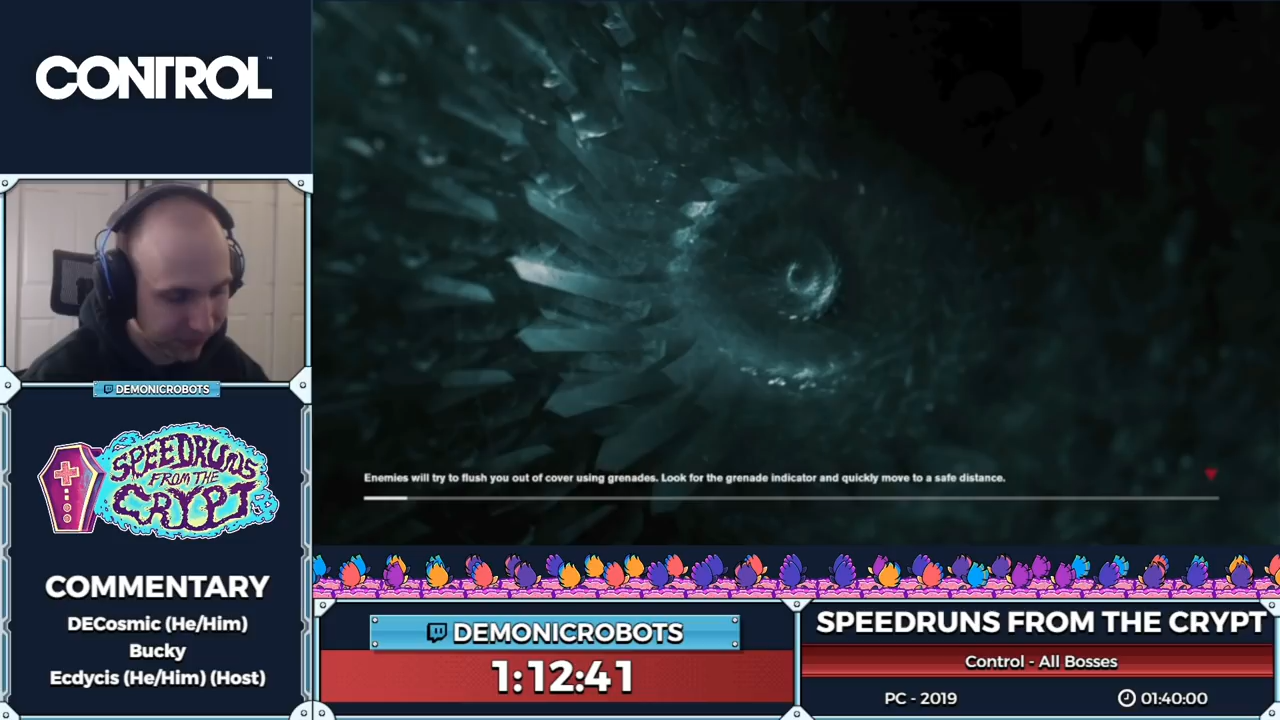 CONTROL™
DEMONICROBOTS
SPEEDRUNS
FROM THE
CRYPT
COMMENTARY
DECosmic (He/Him)
Bucky
Ecdycis (He/Him) (Host)
Enemies will try to flush you out of cover using grenades. Look for the grenade indicator and quickly move to a safe distance.
DEMONICROBOTS
1:12:41
SPEEDRUNS FROM THE CRYPT
Control - All Bosses
PC - 2019
01:40:00